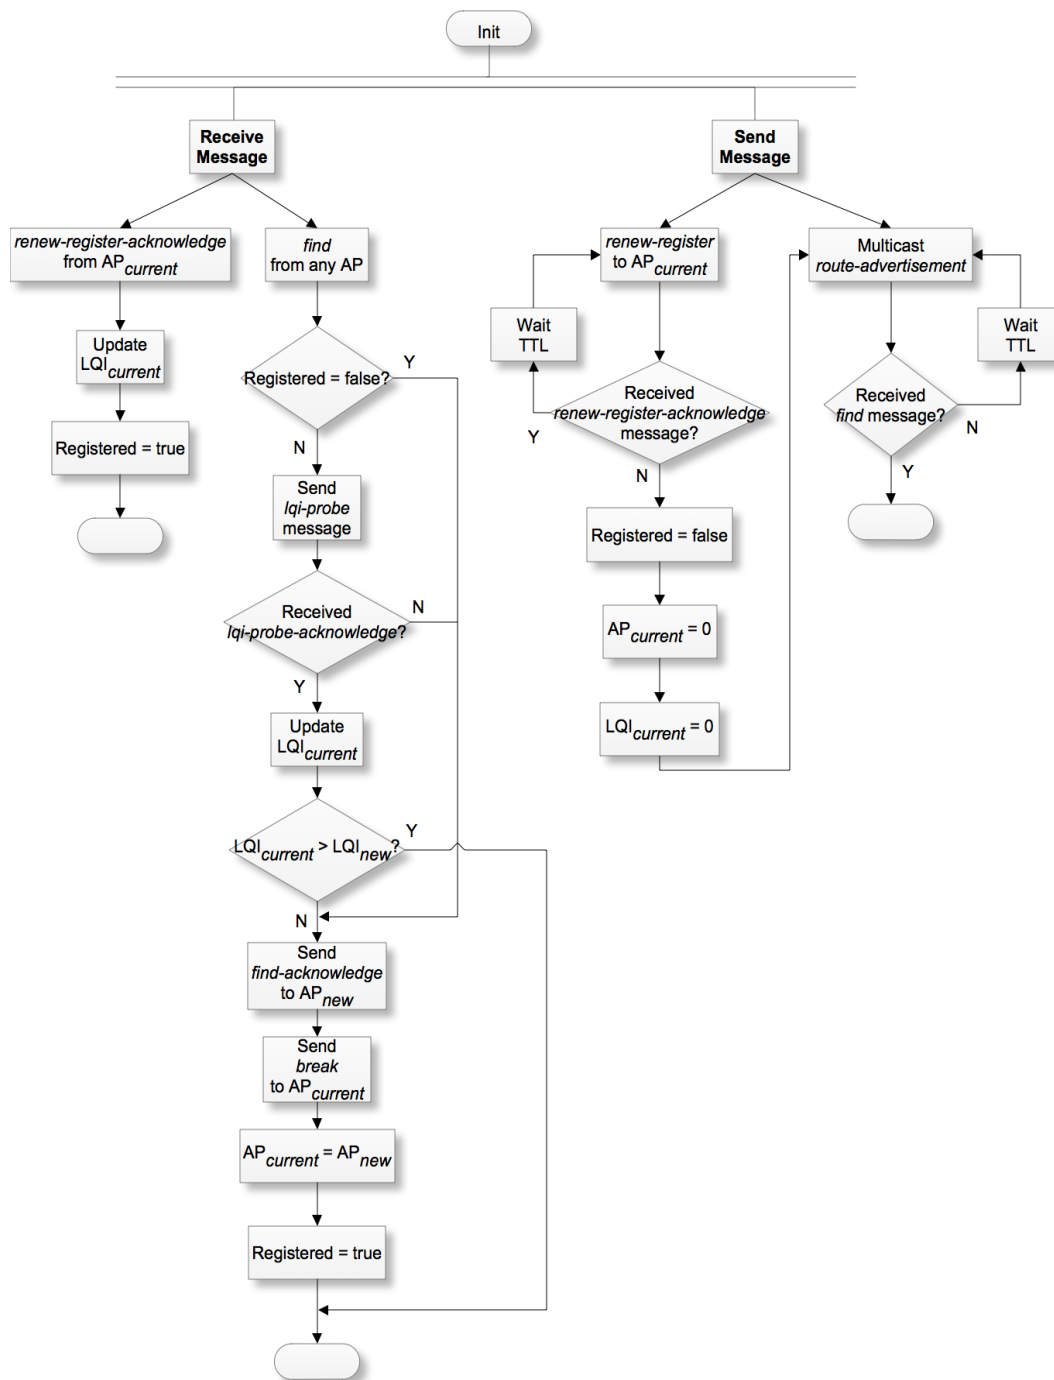 Init
Receive
Message
Send
Message
renew-register-acknowledge
from APcurrent
find
from any AP
renew-register
to APcurrent
Multicast
route-advertisement
Update
LQIcurrent
Wait
TTL
Wait
TTL
Registered = false?
Y
Received
renew-register-acknowledge
message?
Y
Received
find message?
N
Registered = true
N
N
Y
Send
lqi-probe
message
Registered = false
Received
lqi-probe-acknowledge?
N
APcurrent = 0
Y
Update
LQIcurrent
LQIcurrent = 0
LQIcurrent > LQInew?
Y
N
Send
find-acknowledge
to APnew
Send
break
to APcurrent
APcurrent = APnew
Registered = true